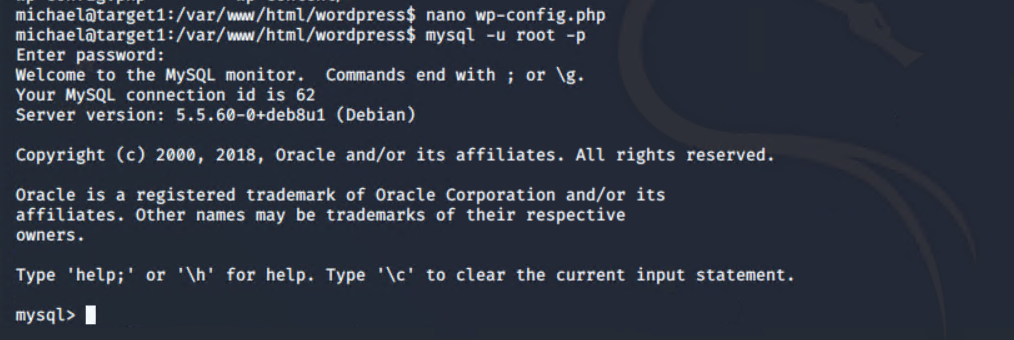 michael@target1:/var/www/html/wordpress$ nano wp-config.php
michael@target1:/var/www/html/wordpress$ mysql -u root -p
Enter password:
Welcome to the MySQL monitor.  Commands end with ; or \g.
Your MySQL connection id is 62
Server version: 5.5.60-0+deb8u1 (Debian)
Copyright (c) 2000, 2018, Oracle and/or its affiliates. All rights reserved.
Oracle is a registered trademark of Oracle Corporation and/or its
affiliates. Other names may be trademarks of their respective
owners.
Type 'help;' or '\h' for help. Type '\c' to clear the current input statement.
mysql>